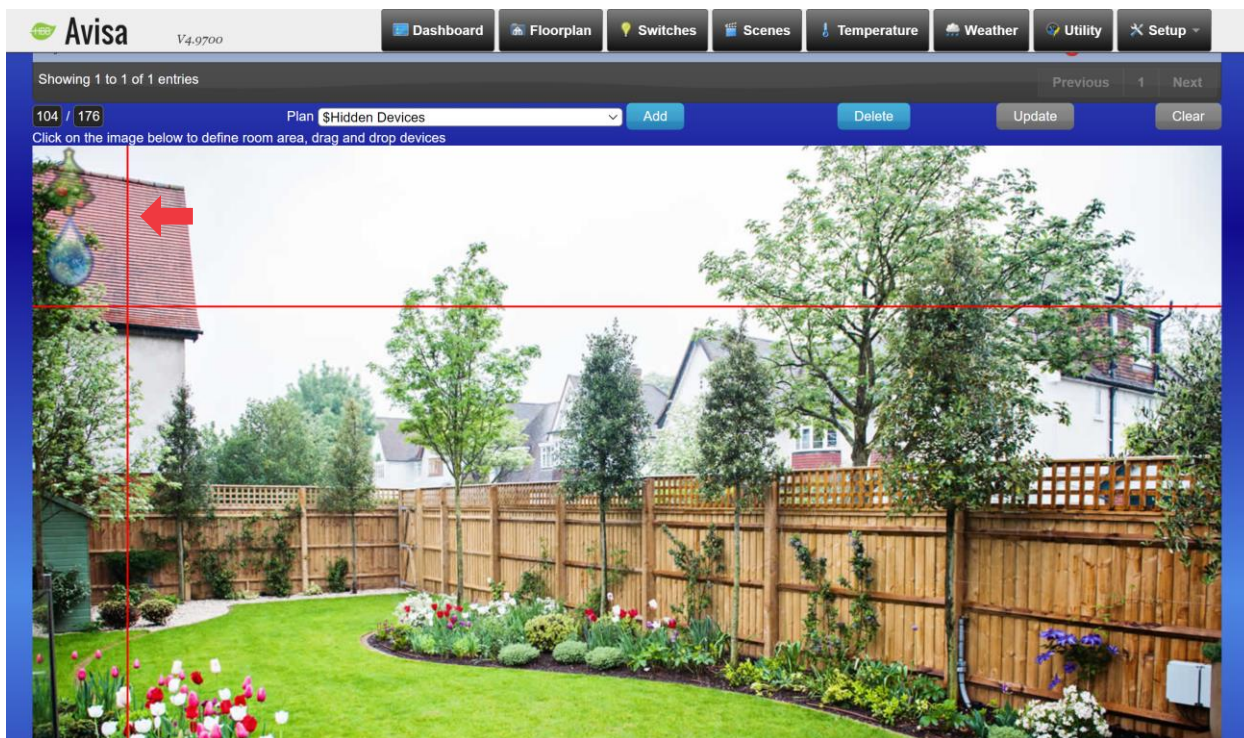 Avisa V4.9700 Dashboard Floorplan Switches Scenes Temperature Weather Utility Setup
Showing 1 to 1 of 1 entries Previous 1 Next
104 / 176 Plan $Hidden Devices Add Delete Update Clear
Click on the image below to define room area, drag and drop devices